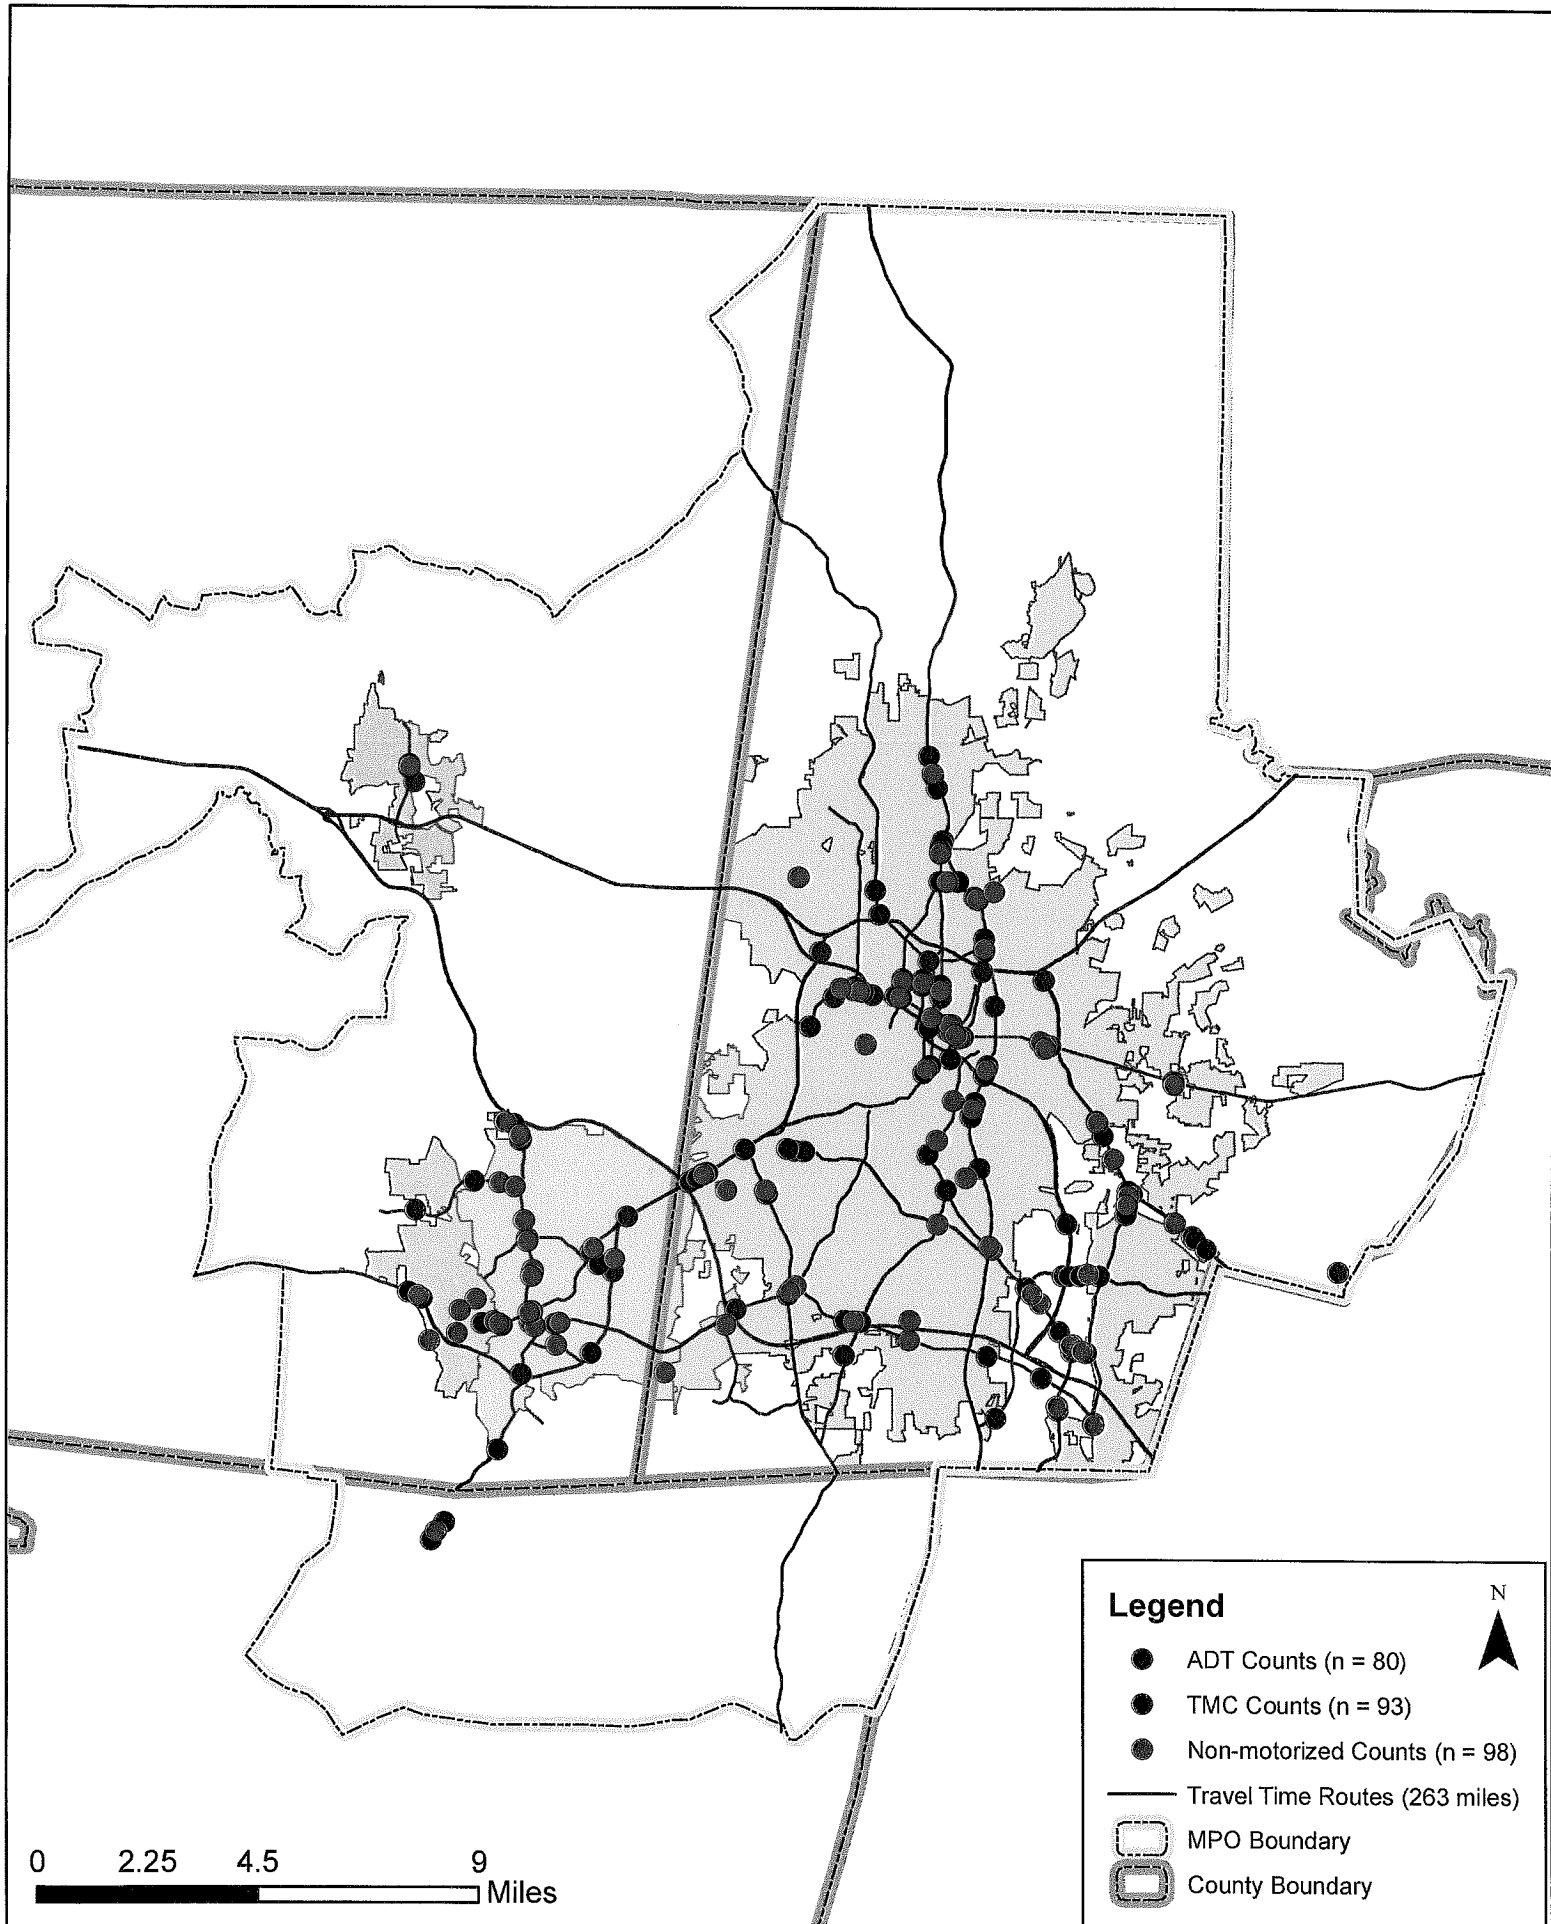 Legend
N
ADT Counts (n = 80)
TMC Counts (n = 93)
Non-motorized Counts (n = 98)
Travel Time Routes (263 miles)
MPO Boundary
County Boundary
0 2.25 4.5 9
Miles